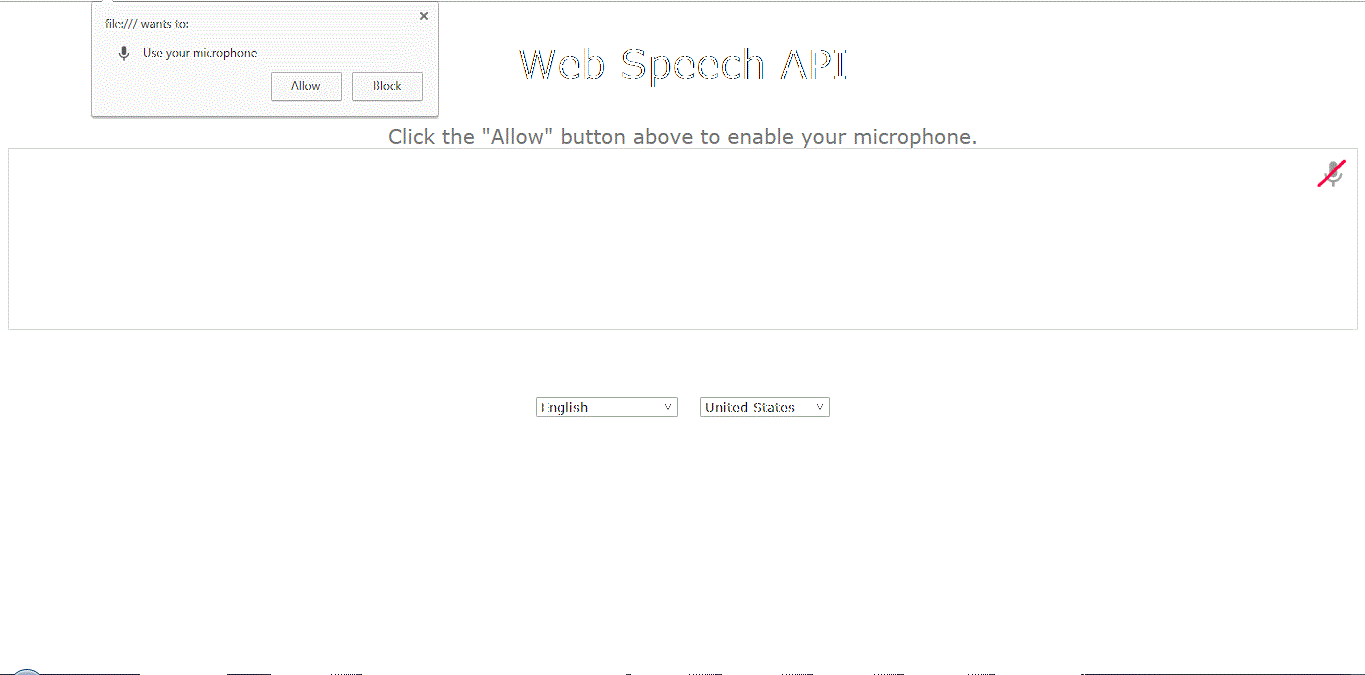 file:/// wants to:
Use your microphone
Allow Block
Web Speech API
Click the "Allow" button above to enable your microphone.
English United States